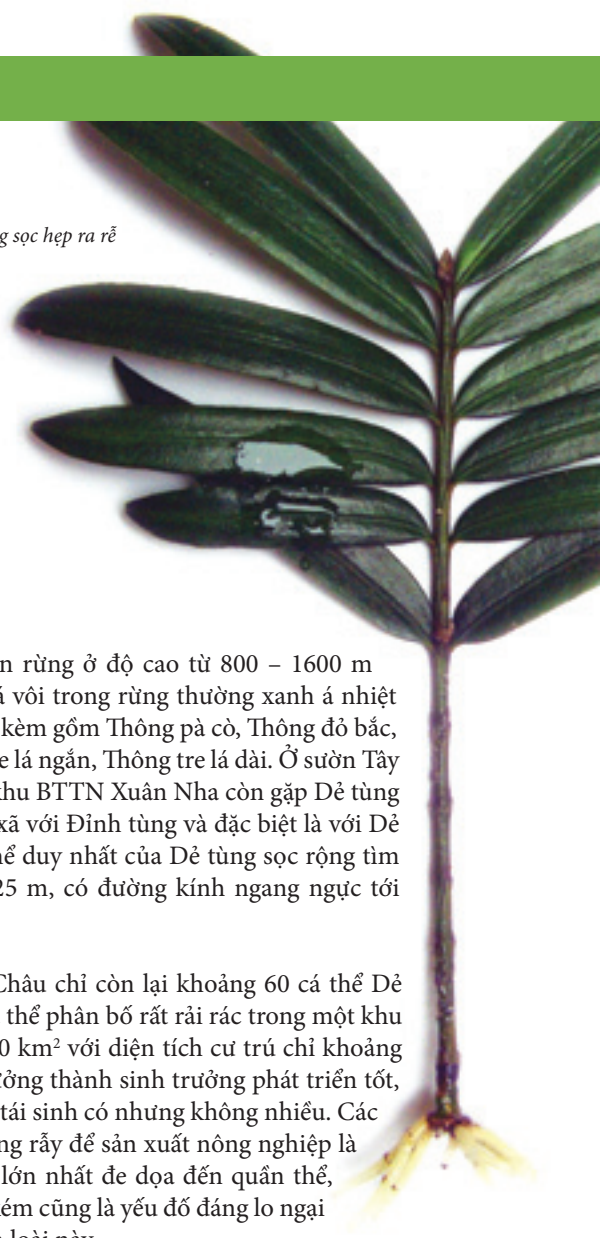 g sọc hẹp ra rễ
n rừng ở độ cao từ 800 – 1600 m
á vôi trong rừng thường xanh á nhiệt
kèm gồm Thông pà cò, Thông đỏ bắc,
e lá ngắn, Thông tre lá dài. Ở sườn Tây
khu BTTN Xuân Nha còn gặp Dẻ tùng
xã với Đỉnh tùng và đặc biệt là với Dẻ
hể duy nhất của Dẻ tùng sọc rộng tìm
25 m, có đường kính ngang ngực tới
Châu chỉ còn lại khoảng 60 cá thể Dẻ
thể phân bố rất rải rác trong một khu
0 km² với diện tích cư trú chỉ khoảng
ưởng thành sinh trưởng phát triển tốt,
tái sinh có nhưng không nhiều. Các
ng rẫy để sản xuất nông nghiệp là
lớn nhất đe dọa đến quần thể,
kém cũng là yếu đố đáng lo ngại
loài này